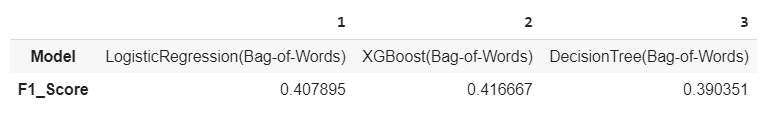 1 2 3
Model LogisticRegression(Bag-of-Words) XGBoost(Bag-of-Words) DecisionTree(Bag-of-Words)
F1_Score 0.407895 0.416667 0.390351